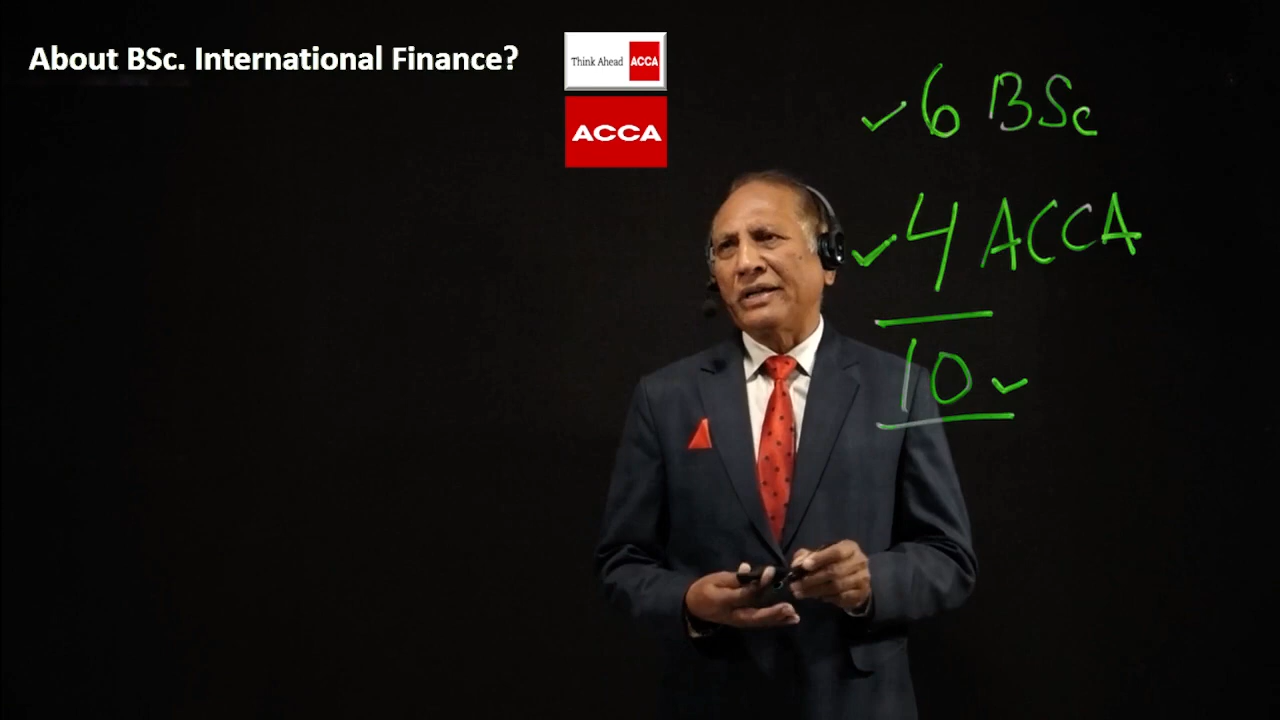 About BSc. International Finance?
Think Ahead ACCA
ACCA
✓ 6 BSc
✓ 4 ACCA
10 ✓